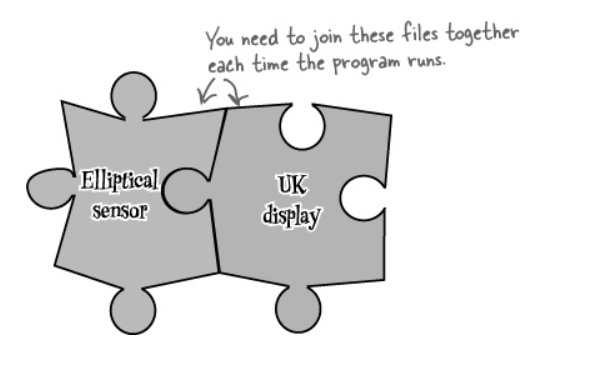 You need to join these files together
each time the program runs.
Elliptical
sensor
UK
display